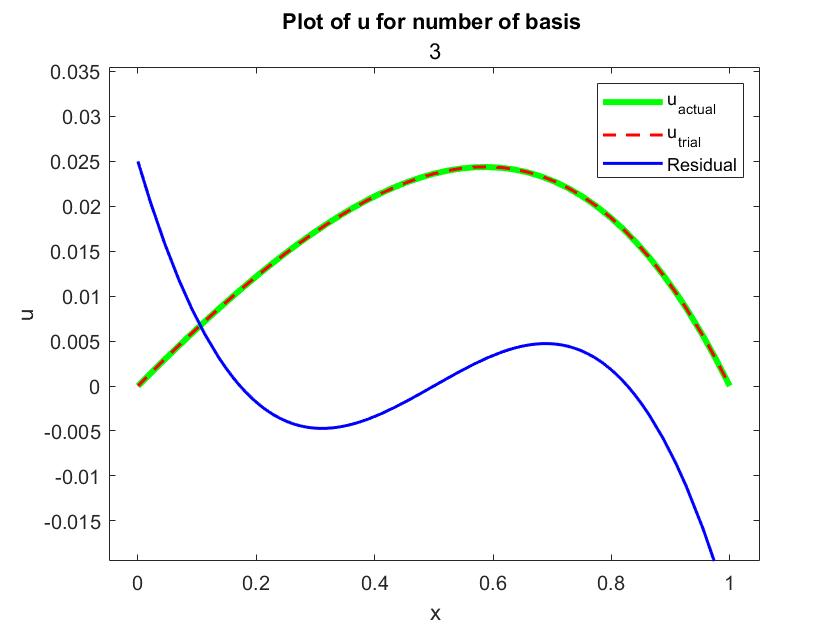 Plot of u for number of basis
3
0.035
0.03
0.025
0.02
0.015
0.01
0.005
0
-0.005
-0.01
-0.015
u
u_actual
u_trial
Residual
0 0.2 0.4 0.6 0.8 1
x